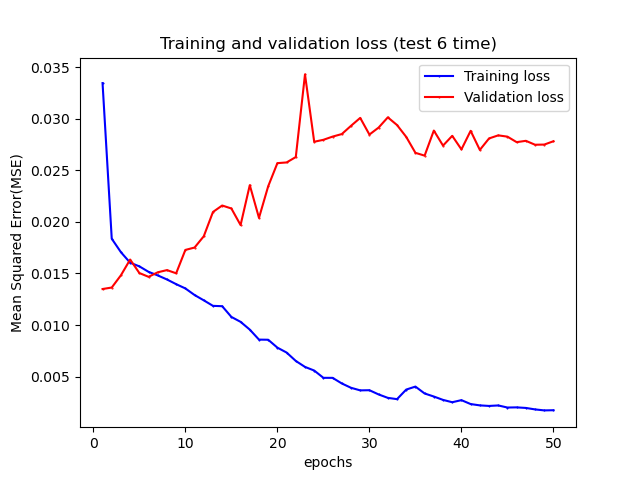 Training and validation loss (test 6 time)
Training loss
Validation loss
Mean Squared Error(MSE)
0.035
0.030
0.025
0.020
0.015
0.010
0.005
0 10 20 30 40 50
epochs